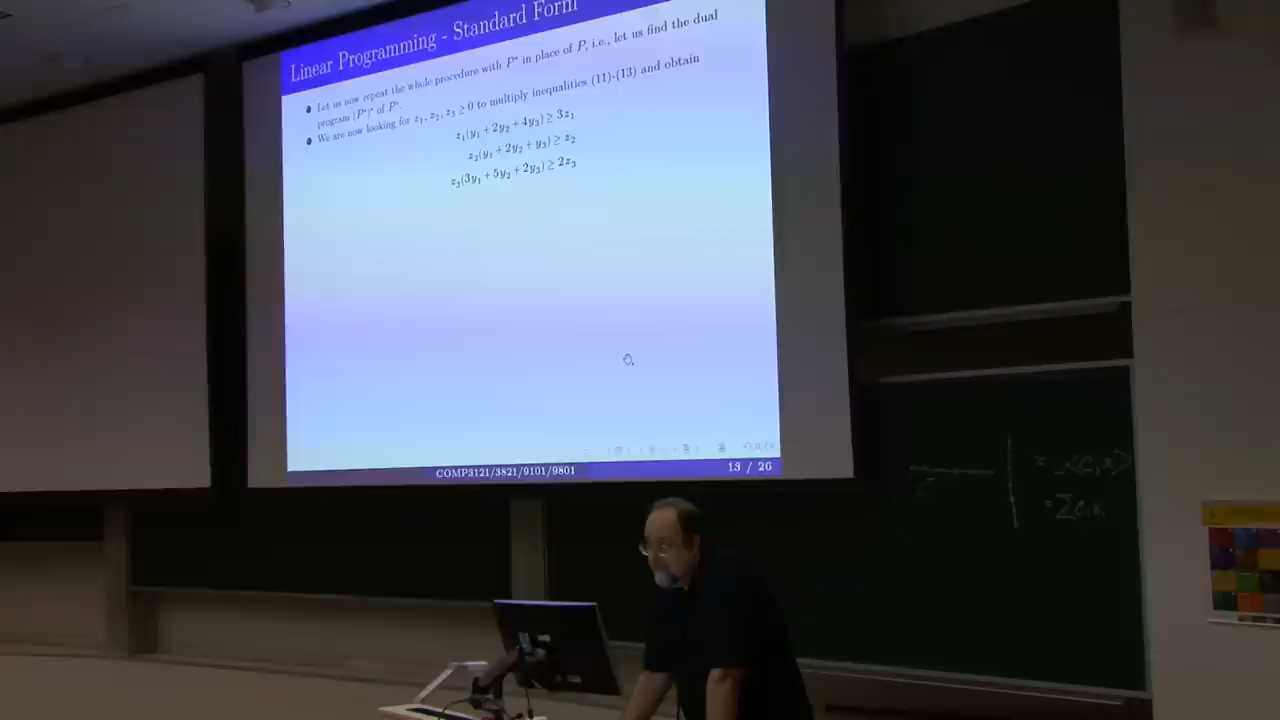 Linear Programming - Standard Form
Let us now repeat the whole procedure with P* in place of P, i.e., let us find the dual
program (P*)* of P*.
We are now looking for z₁, z₂, z₃ ≥ 0 to multiply inequalities (11)-(13) and obtain
z₁(y₁ + 2y₂ + 4y₃) ≥ 3z₁
z₂(y₁ + 2y₂ + y₃) ≥ z₂
z₃(3y₁ + 5y₂ + 2y₃) ≥ 2z₃
COMP3121/3821/9101/9801
13 / 26